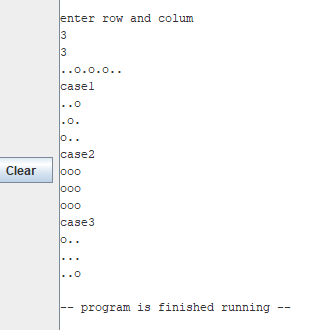 enter row and colum
3
3
..o.o.o..
case1
..o
.o.
o..
case2
ooo
ooo
ooo
case3
o..
...
..o
-- program is finished running --
Clear